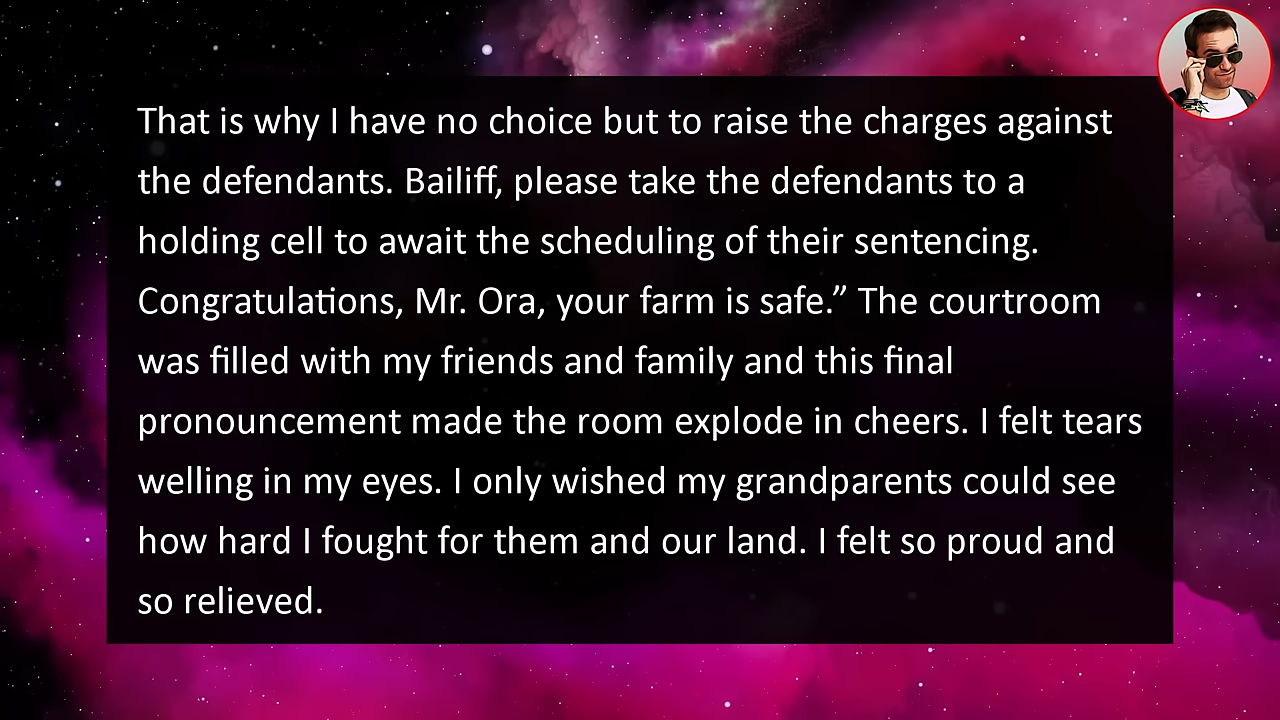 That is why I have no choice but to raise the charges against
the defendants. Bailiff, please take the defendants to a
holding cell to await the scheduling of their sentencing.
Congratulations, Mr. Ora, your farm is safe.” The courtroom
was filled with my friends and family and this final
pronouncement made the room explode in cheers. I felt tears
welling in my eyes. I only wished my grandparents could see
how hard I fought for them and our land. I felt so proud and
so relieved.